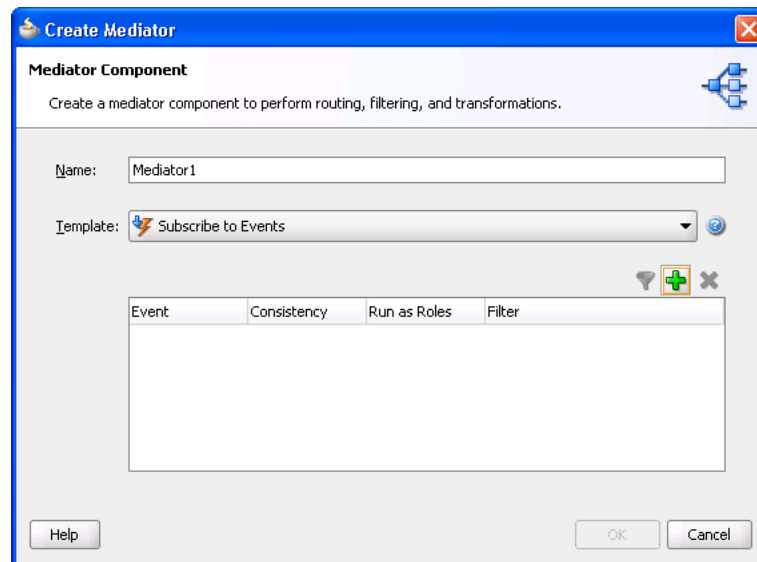 Create Mediator
Mediator Component
Create a mediator component to perform routing, filtering, and transformations.
Name: Mediator1
Template: Subscribe to Events
Event Consistency Run as Roles Filter
Help OK Cancel